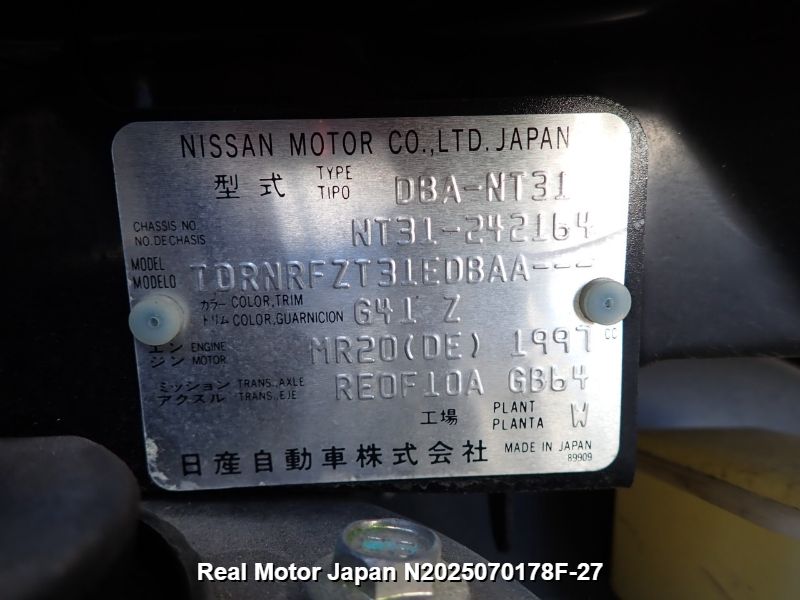 NISSAN MOTOR CO.,LTD. JAPAN
型式 TYPE TIPO DBA-NT31
CHASSIS NO. NO. DE CHASIS NT31-242164
MODEL MODELO TDRNRFZT31EDBAA---
カラー COLOR,TRIM トリム COLOR,GUARNICION G41 Z
エンジン ENGINE MOTOR MR20(DE) 1997 CC
ミッション TRANS.,AXLE アクスル TRANS.,EJE RE0F10A GB64
工場 PLANT PLANTA W
日産自動車株式会社 MADE IN JAPAN
89909
Real Motor Japan N2025070178F-27